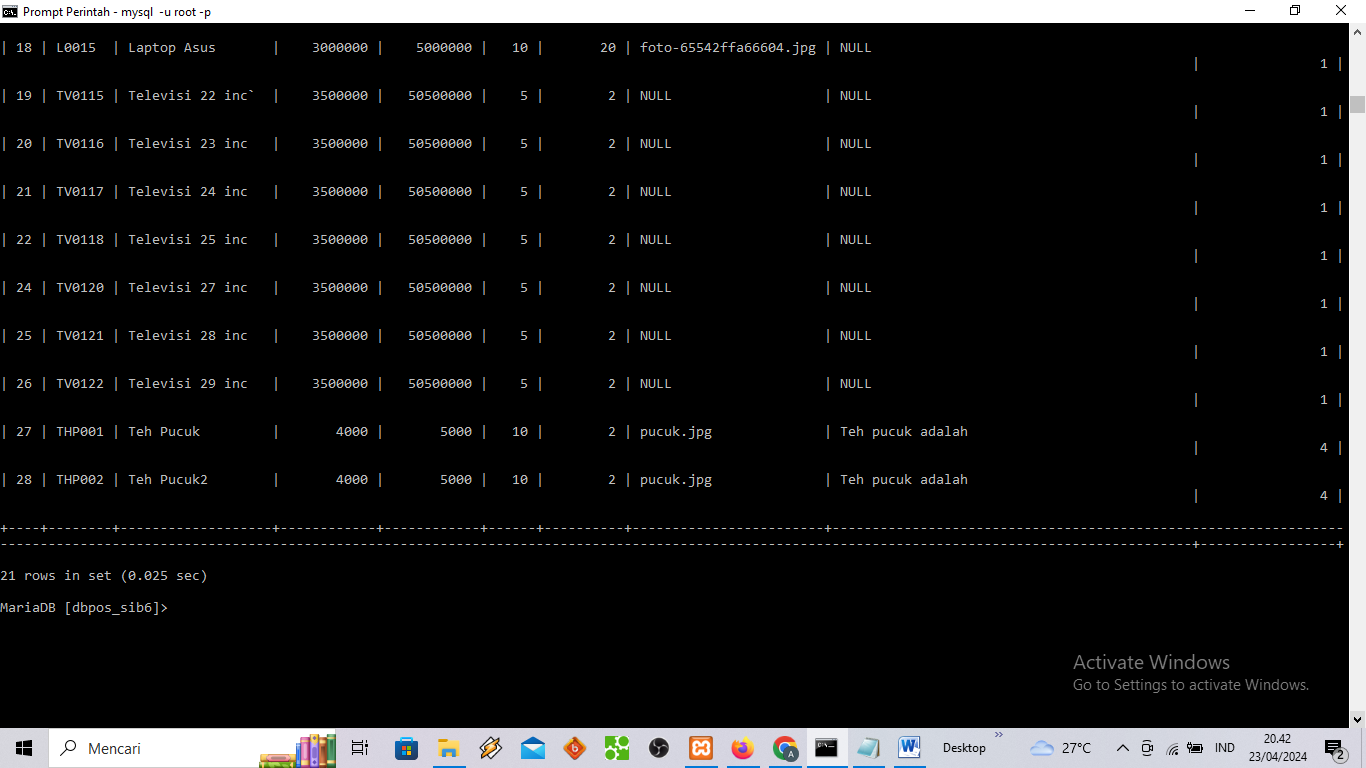 Prompt Perintah - mysql  -u root -p
| 18 | L0015  | Laptop Asus       |    3000000 |    5000000 |   10 |       20 | foto-65542ffa66604.jpg | NULL
|               1 |
| 19 | TV0115 | Televisi 22 inc`  |    3500000 |   50500000 |    5 |        2 | NULL                   | NULL
|               1 |
| 20 | TV0116 | Televisi 23 inc   |    3500000 |   50500000 |    5 |        2 | NULL                   | NULL
|               1 |
| 21 | TV0117 | Televisi 24 inc   |    3500000 |   50500000 |    5 |        2 | NULL                   | NULL
|               1 |
| 22 | TV0118 | Televisi 25 inc   |    3500000 |   50500000 |    5 |        2 | NULL                   | NULL
|               1 |
| 24 | TV0120 | Televisi 27 inc   |    3500000 |   50500000 |    5 |        2 | NULL                   | NULL
|               1 |
| 25 | TV0121 | Televisi 28 inc   |    3500000 |   50500000 |    5 |        2 | NULL                   | NULL
|               1 |
| 26 | TV0122 | Televisi 29 inc   |    3500000 |   50500000 |    5 |        2 | NULL                   | NULL
|               1 |
| 27 | THP001 | Teh Pucuk         |       4000 |       5000 |   10 |        2 | pucuk.jpg              | Teh pucuk adalah
|               4 |
| 28 | THP002 | Teh Pucuk2        |       4000 |       5000 |   10 |        2 | pucuk.jpg              | Teh pucuk adalah
|               4 |
+----+--------+-------------------+------------+------------+------+----------+------------------------+----------------------------------------------------------------
-----------------------------------------------------------------------------------------------------------------------------------------------------+-----------------+
21 rows in set (0.025 sec)
MariaDB [dbpos_sib6]>
Activate Windows
Go to Settings to activate Windows.
Mencari
Desktop
27°C
IND
20.42
23/04/2024
2